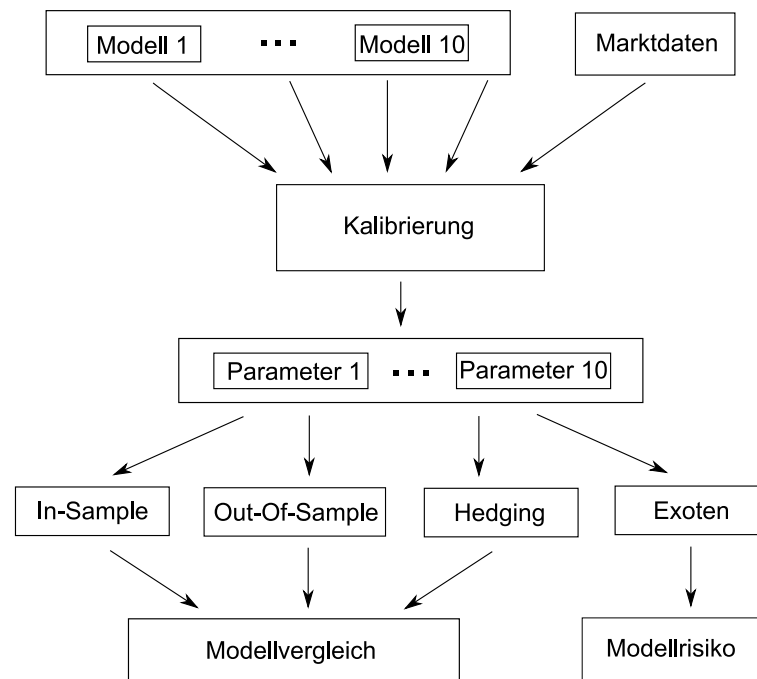 Modell 1 ... Modell 10
Marktdaten
Kalibrierung
Parameter 1 ... Parameter 10
In-Sample
Out-Of-Sample
Hedging
Exoten
Modellvergleich
Modellrisiko